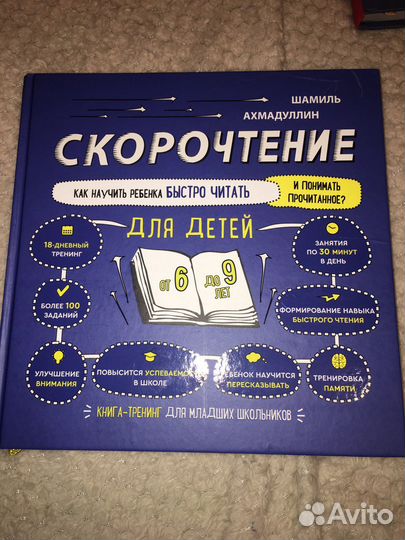 ШАМИЛЬ
АХМАДУЛЛИН
СКОРОЧТЕНИЕ
КАК НАУЧИТЬ РЕБЕНКА БЫСТРО ЧИТАТЬ
И ПОНИМАТЬ
ПРОЧИТАННОЕ?
ДЛЯ ДЕТЕЙ
18-ДНЕВНЫЙ
ТРЕНИНГ
ОТ 6 ДО 9
ЛЕТ
ЗАНЯТИЯ
ПО 30 МИНУТ
В ДЕНЬ
БОЛЕЕ 100
ЗАДАНИЙ
ФОРМИРОВАНИЕ НАВЫКА
БЫСТРОГО ЧТЕНИЯ
УЛУЧШЕНИЕ
ВНИМАНИЯ
ПОВЫСИТСЯ УСПЕВАЕМОСТЬ
В ШКОЛЕ
РЕБЕНОК НАУЧИТСЯ
ПЕРЕСКАЗЫВАТЬ
ТРЕНИРОВКА
ПАМЯТИ
КНИГА-ТРЕНИНГ ДЛЯ МЛАДШИХ ШКОЛЬНИКОВ
Avito